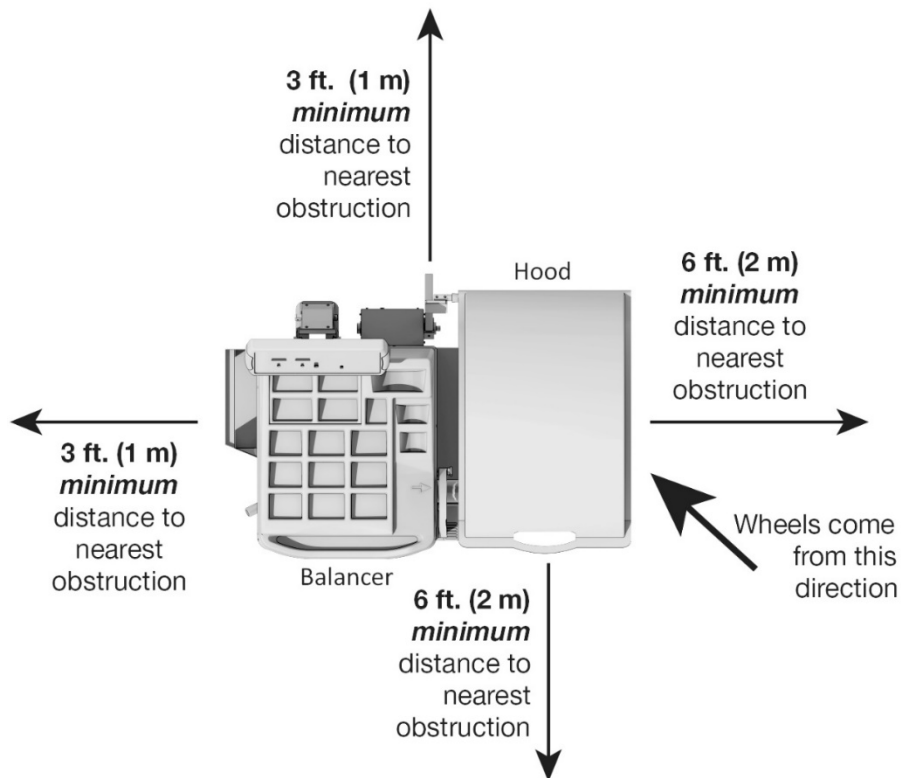 3 ft. (1 m)
minimum
distance to
nearest
obstruction
Hood
6 ft. (2 m)
minimum
distance to
nearest
obstruction
3 ft. (1 m)
minimum
distance to
nearest
obstruction
Balancer
6 ft. (2 m)
minimum
distance to
nearest
obstruction
Wheels come
from this
direction